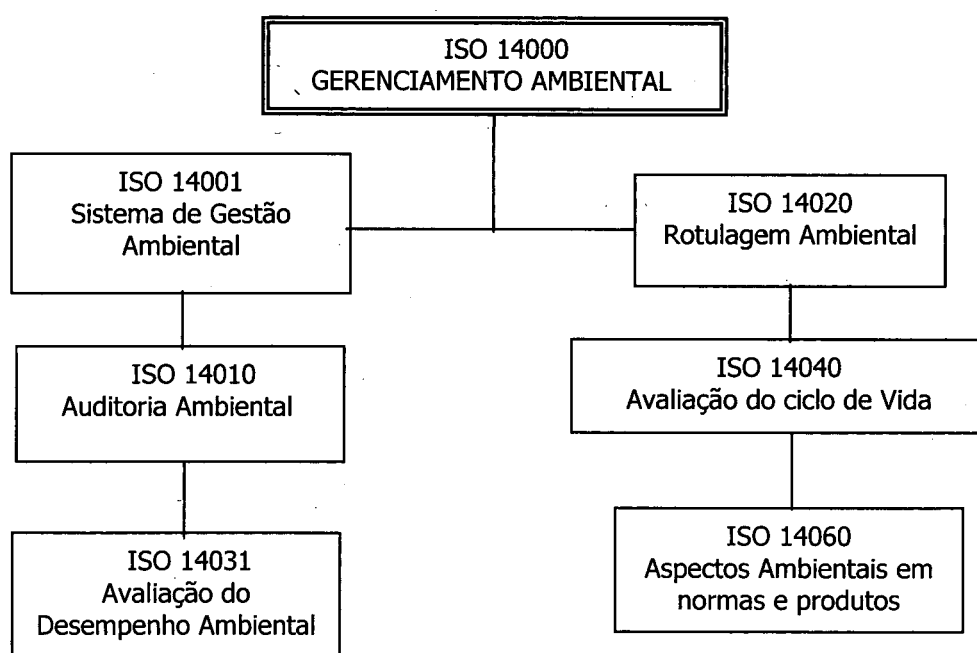 ISO 14000
GERENCIAMENTO AMBIENTAL
ISO 14001
Sistema de Gestão
Ambiental
ISO 14020
Rotulagem Ambiental
ISO 14010
Auditoria Ambiental
ISO 14040
Avaliação do ciclo de Vida
ISO 14031
Avaliação do
Desempenho Ambiental
ISO 14060
Aspectos Ambientais em
normas e produtos